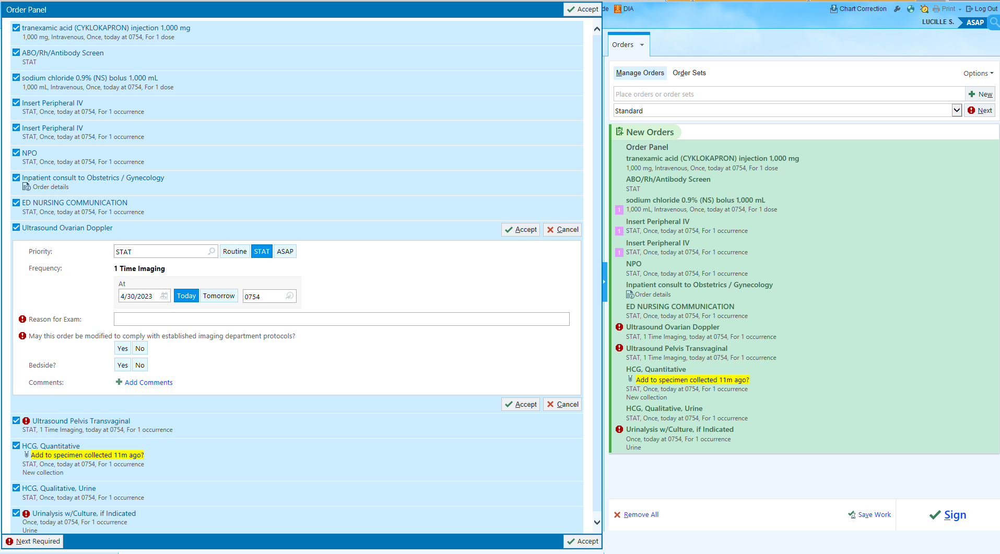 Order Panel
Accept
tranexamic acid (CYKLOKAPRON) injection 1,000 mg
1,000 mg, Intravenous, Once, today at 0754, For 1 dose
ABO/Rh/Antibody Screen
STAT
sodium chloride 0.9% (NS) bolus 1,000 mL
1,000 mL, Intravenous, Once, today at 0754, For 1 dose
Insert Peripheral IV
STAT, Once, today at 0754, For 1 occurrence
Insert Peripheral IV
STAT, Once, today at 0754, For 1 occurrence
NPO
STAT, Once, today at 0754, For 1 occurrence
Inpatient consult to Obstetrics / Gynecology
Order details
ED NURSING COMMUNICATION
STAT, Once, today at 0754, For 1 occurrence
Ultrasound Ovarian Doppler
Accept Cancel
Priority: STAT Routine STAT ASAP
Frequency: 1 Time Imaging
At
4/30/2023 Today Tomorrow 0754
Reason for Exam:
May this order be modified to comply with established imaging department protocols?
Yes No
Bedside? Yes No
Comments: Add Comments
Accept Cancel
Ultrasound Pelvis Transvaginal
STAT, 1 Time Imaging, today at 0754, For 1 occurrence
HCG, Quantitative
Add to specimen collected 11m ago?
STAT, Once, today at 0754, For 1 occurrence
New collection
HCG, Qualitative, Urine
STAT, Once, today at 0754, For 1 occurrence
Urinalysis w/Culture, if Indicated
Once, today at 0754, For 1 occurrence
Urine
Next Required
Accept
de DIA Chart Correction Print Log Out
LUCILLE S. ASAP
Orders
Manage Orders Order Sets Options
Place orders or order sets New
Standard Next
New Orders
Order Panel
tranexamic acid (CYKLOKAPRON) injection 1,000 mg
1,000 mg, Intravenous, Once, today at 0754, For 1 dose
ABO/Rh/Antibody Screen
STAT
sodium chloride 0.9% (NS) bolus 1,000 mL
1 1,000 mL, Intravenous, Once, today at 0754, For 1 dose
Insert Peripheral IV
1 STAT, Once, today at 0754, For 1 occurrence
Insert Peripheral IV
1 STAT, Once, today at 0754, For 1 occurrence
NPO
STAT, Once, today at 0754, For 1 occurrence
Inpatient consult to Obstetrics / Gynecology
Order details
ED NURSING COMMUNICATION
STAT, Once, today at 0754, For 1 occurrence
Ultrasound Ovarian Doppler
STAT, 1 Time Imaging, today at 0754, For 1 occurrence
Ultrasound Pelvis Transvaginal
STAT, 1 Time Imaging, today at 0754, For 1 occurrence
HCG, Quantitative
Add to specimen collected 11m ago?
STAT, Once, today at 0754, For 1 occurrence
New collection
HCG, Qualitative, Urine
STAT, Once, today at 0754, For 1 occurrence
Urinalysis w/Culture, if Indicated
Once, today at 0754, For 1 occurrence
Urine
Remove All Save Work Sign